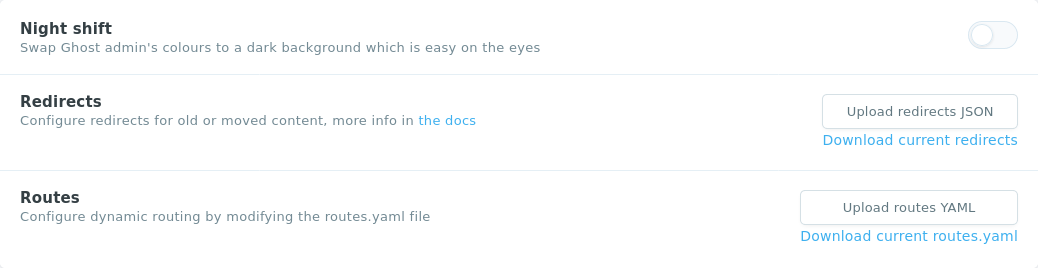 Night shift
Swap Ghost admin's colours to a dark background which is easy on the eyes
Redirects
Configure redirects for old or moved content, more info in the docs
Upload redirects JSON
Download current redirects
Routes
Configure dynamic routing by modifying the routes.yaml file
Upload routes YAML
Download current routes.yaml